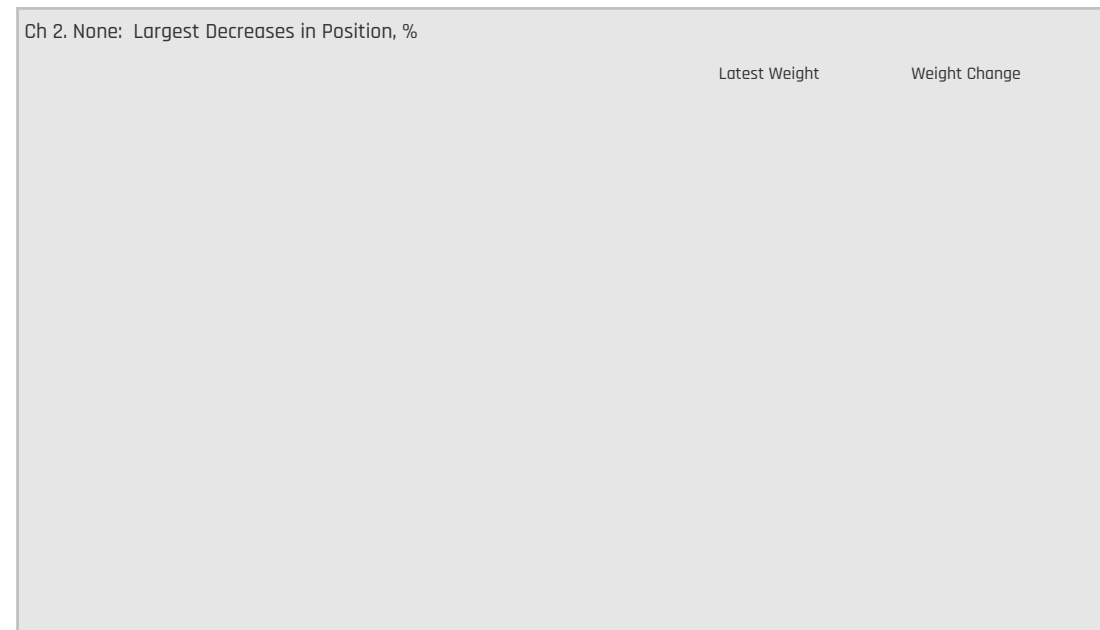 Ch 2. None:  Largest Decreases in Position, %
Latest Weight Weight Change